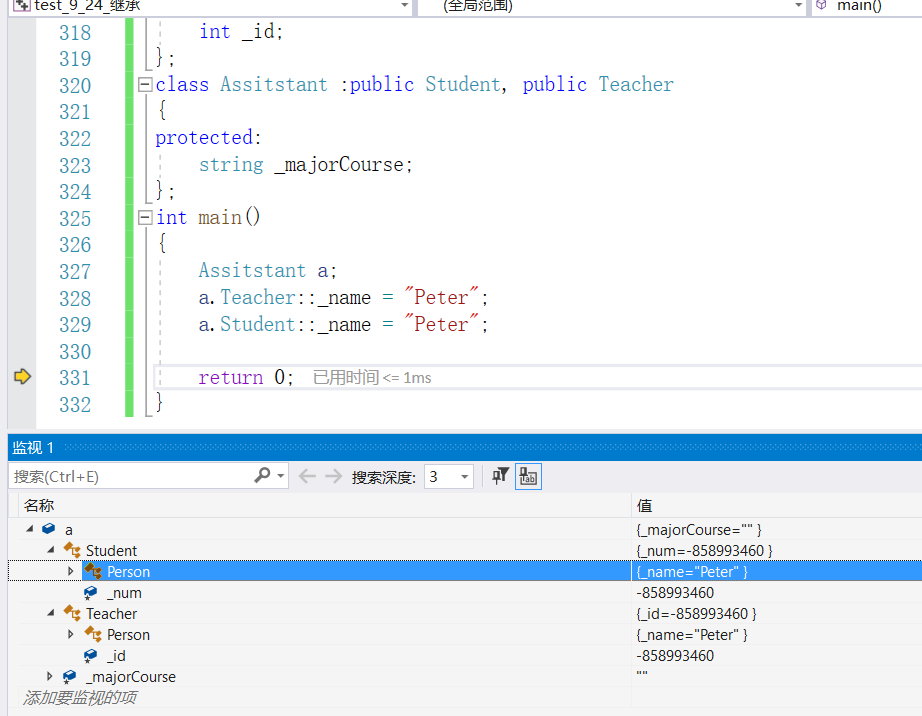 test_9_24_继承 (全局范围) main()
318 int _id;
319 };
320 class Assitstant :public Student, public Teacher
321 {
322 protected:
323 string _majorCourse;
324 };
325 int main()
326 {
327 Assitstant a;
328 a.Teacher::_name = "Peter";
329 a.Student::_name = "Peter";
330
331 return 0; 已用时间 <= 1ms
332 }
监视 1
搜索(Ctrl+E) 搜索深度: 3
名称 值
a {_majorCourse="" }
Student {_num=-858993460 }
Person {_name="Peter" }
_num -858993460
Teacher {_id=-858993460 }
Person {_name="Peter" }
_id -858993460
_majorCourse ""
添加要监视的项